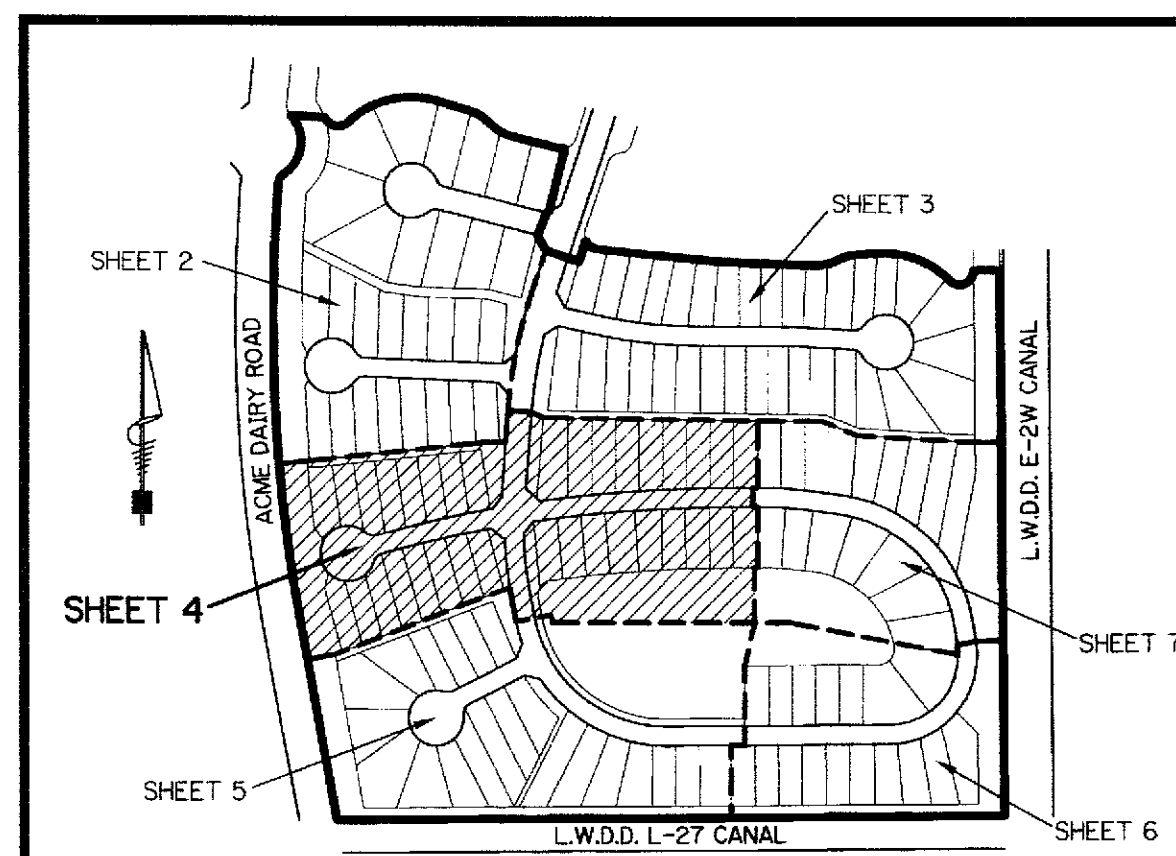 SHEET 3
SHEET 2
ACME DAIRY ROAD
L.W.D.D. E-2W CANAL
SHEET 4
SHEET 7
SHEET 5
L.W.D.D. L-27 CANAL
SHEET 6